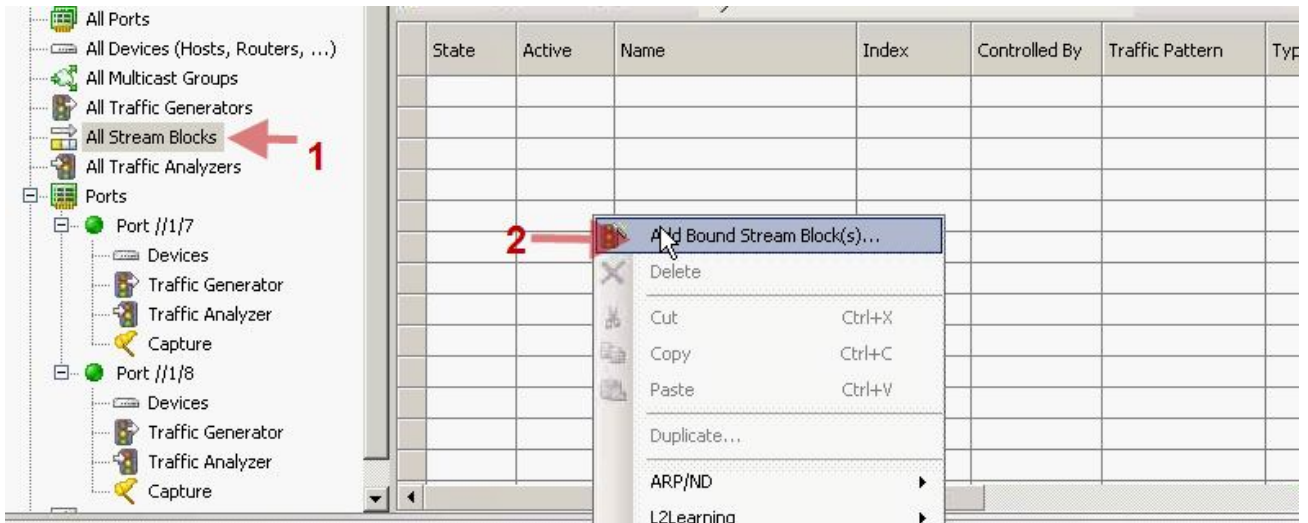 All Ports
All Devices (Hosts, Routers, ...)
All Multicast Groups
All Traffic Generators
All Stream Blocks
1
All Traffic Analyzers
Ports
Port //1/7
Devices
Traffic Generator
Traffic Analyzer
Capture
Port //1/8
Devices
Traffic Generator
Traffic Analyzer
Capture
State Active Name Index Controlled By Traffic Pattern Typ
2
Add Bound Stream Block(s)...
Delete
Cut Ctrl+X
Copy Ctrl+C
Paste Ctrl+V
Duplicate...
ARP/ND
L2Learning